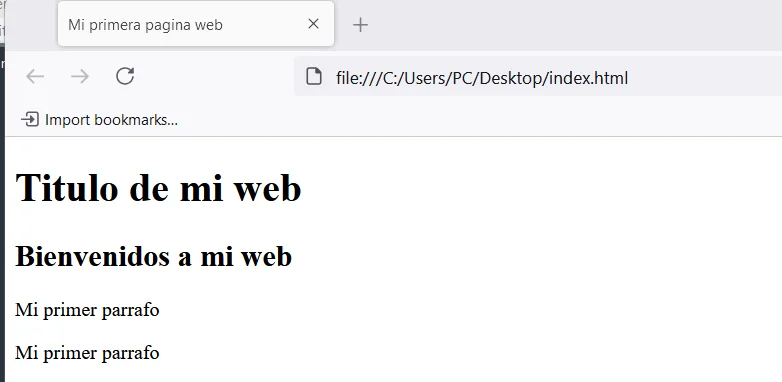 Mi primera pagina web
file:///C:/Users/PC/Desktop/index.html
Import bookmarks...
Titulo de mi web
Bienvenidos a mi web
Mi primer parrafo
Mi primer parrafo